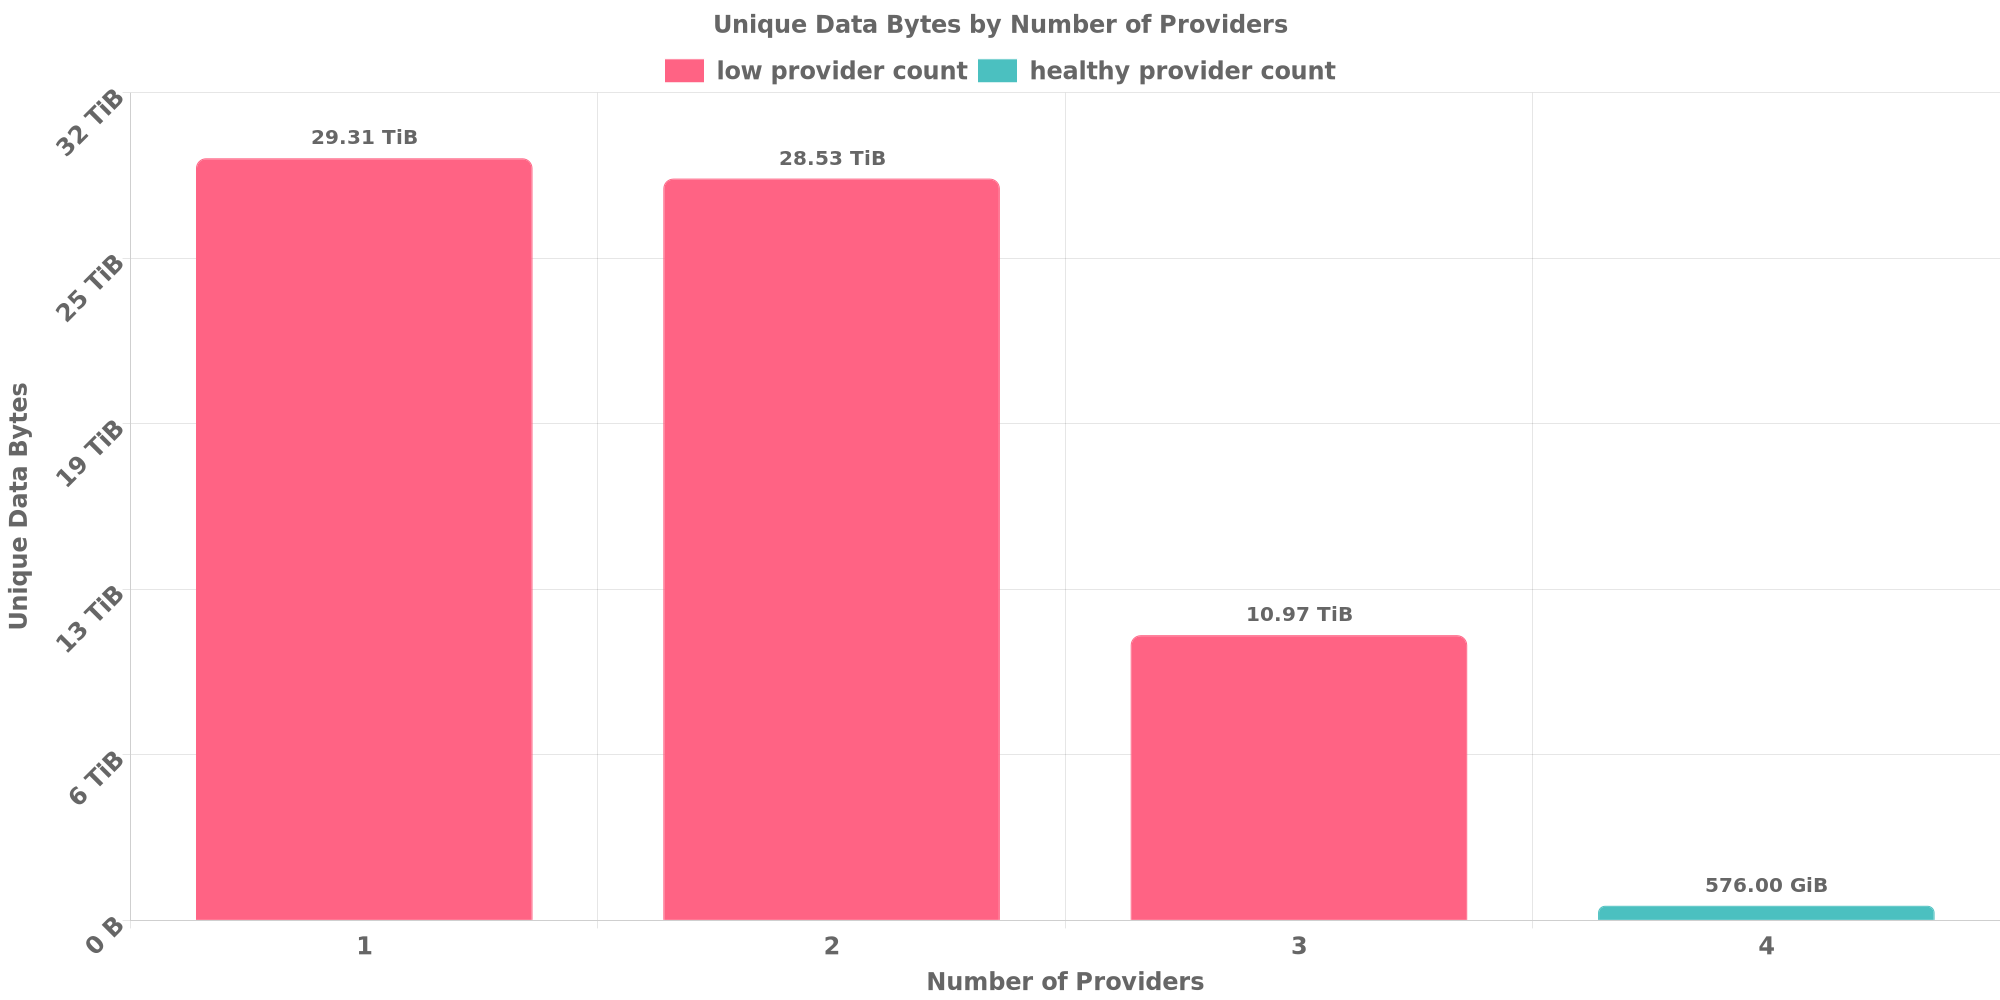 Unique Data Bytes by Number of Providers
low provider count
healthy provider count
32 TiB
25 TiB
19 TiB
13 TiB
6 TiB
0 B
Unique Data Bytes
29.31 TiB
28.53 TiB
10.97 TiB
576.00 GiB
1
2
3
4
Number of Providers